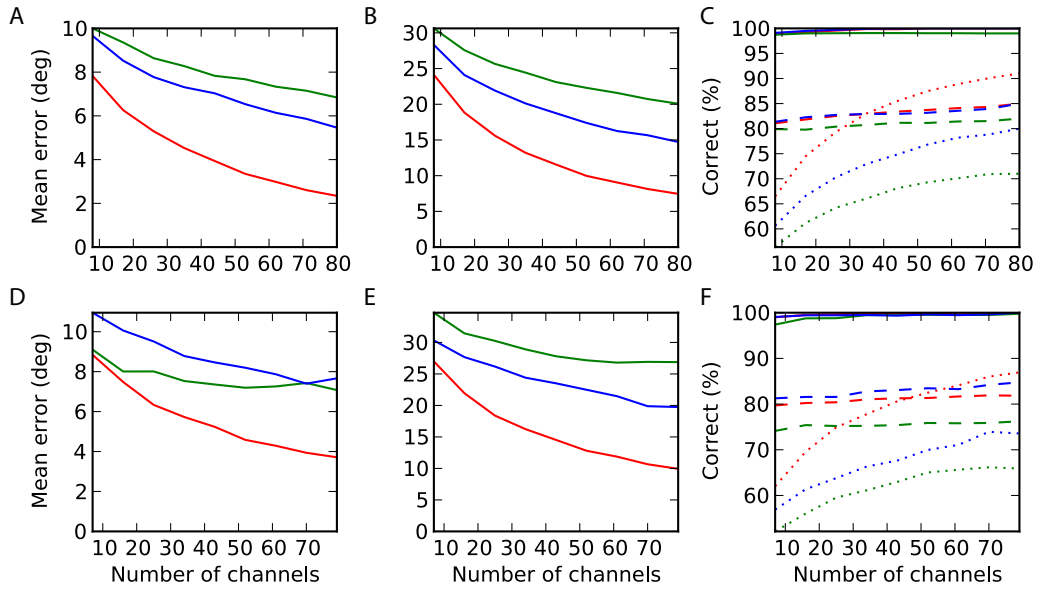 A
B
C
Mean error (deg)
10
8
6
4
2
0
10 20 30 40 50 60 70 80
30
25
20
15
10
5
0
10 20 30 40 50 60 70 80
Correct (%)
100
95
90
85
80
75
70
65
60
10 20 30 40 50 60 70 80
D
E
F
Mean error (deg)
10
8
6
4
2
0
10 20 30 40 50 60 70
Number of channels
30
25
20
15
10
5
0
10 20 30 40 50 60 70
Number of channels
Correct (%)
100
90
80
70
60
10 20 30 40 50 60 70
Number of channels